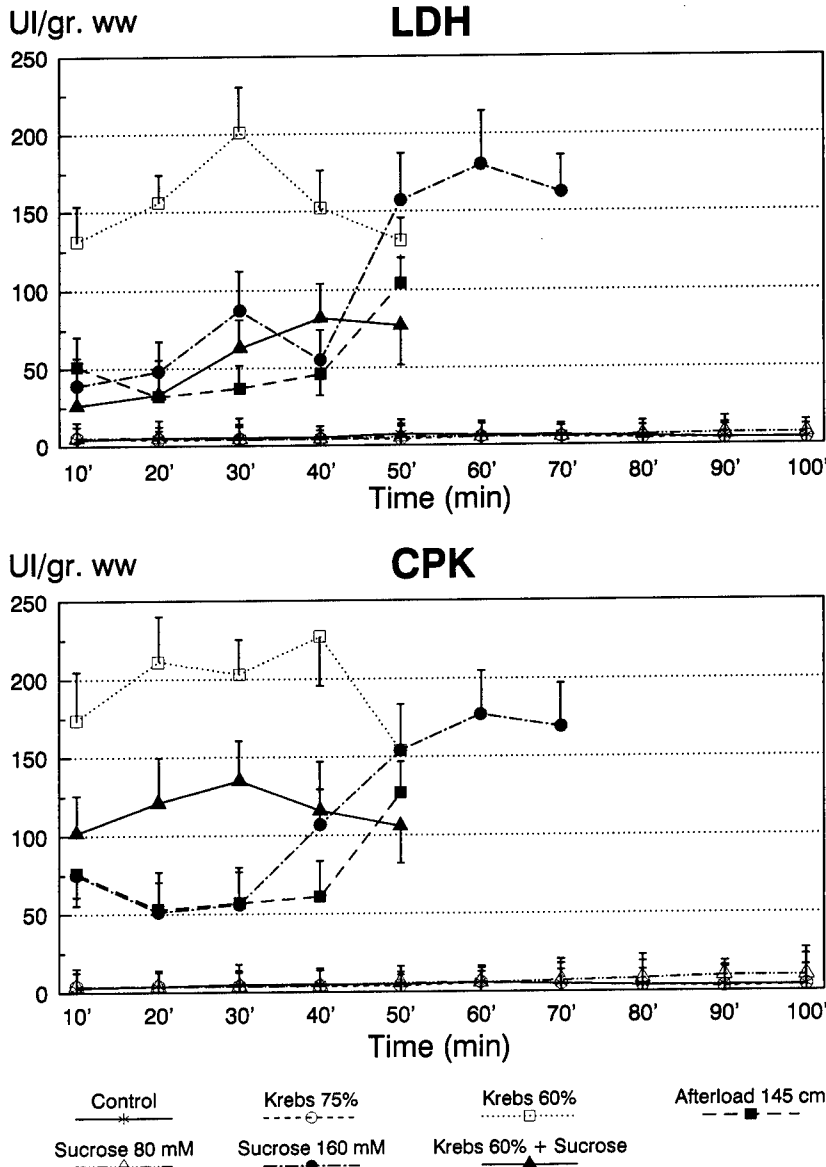 UI/gr. ww
LDH
250
200
150
100
50
0
10' 20' 30' 40' 50' 60' 70' 80' 90' 100'
Time (min)
UI/gr. ww
CPK
250
200
150
100
50
0
10' 20' 30' 40' 50' 60' 70' 80' 90' 100'
Time (min)
Control Krebs 75% Krebs 60% Afterload 145 cm
Sucrose 80 mM Sucrose 160 mM Krebs 60% + Sucrose